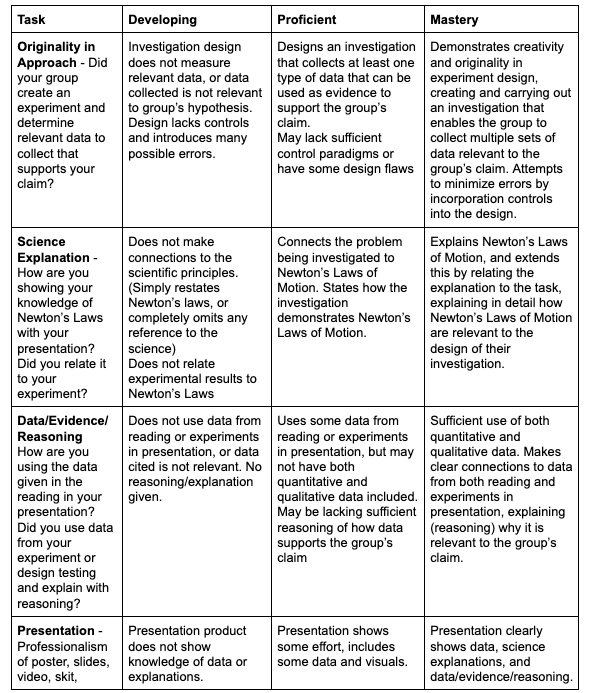 Task
Developing
Proficient
Mastery
Originality in
Approach - Did
your group
create an
experiment and
determine
relevant data to
collect that
supports your
claim?
Investigation design
does not measure
relevant data, or data
collected is not relevant
to group's hypothesis.
Design lacks controls
and introduces many
possible errors.
Designs an investigation
that collects at least one
type of data that can be
used as evidence to
support the group's
claim.
May lack sufficient
control paradigms or
have some design flaws
Demonstrates creativity
and originality in
experiment design,
creating and carrying out
an investigation that
enables the group to
collect multiple sets of
data relevant to the
group's claim. Attempts
to minimize errors by
incorporation controls
into the design.
Science
Explanation -
How are you
showing your
knowledge of
Newton's Laws
with your
presentation?
Did you relate it
to your
experiment?
Does not make
connections to the
scientific principles.
(Simply restates
Newton's laws, or
completely omits any
reference to the
science)
Does not relate
experimental results to
Newton's Laws
Connects the problem
being investigated to
Newton's Laws of
Motion. States how the
investigation
demonstrates Newton's
Laws of Motion.
Explains Newton's Laws
of Motion, and extends
this by relating the
explanation to the task,
explaining in detail how
Newton's Laws of Motion
are relevant to the
design of their
investigation.
Data/Evidence/
Reasoning
How are you
using the data
given in the
reading in your
presentation?
Did you use data
from your
experiment or
design testing
and explain with
reasoning?
Does not use data from
reading or experiments
in presentation, or data
cited is not relevant. No
reasoning/explanation
given.
Uses some data from
reading or experiments
in presentation, but may
not have both
quantitative and
qualitative data included.
May be lacking sufficient
reasoning of how data
supports the group's
claim
Sufficient use of both
quantitative and
qualitative data. Makes
clear connections to data
from both reading and
experiments in
presentation, explaining
(reasoning) why it is
relevant to the group's
claim.
Presentation -
Professionalism
of poster, slides,
video, skit,
Presentation product
does not show
knowledge of data or
explanations.
Presentation shows
some effort, includes
some data and visuals.
Presentation clearly
shows data, science
explanations, and
data/evidence/reasoning.